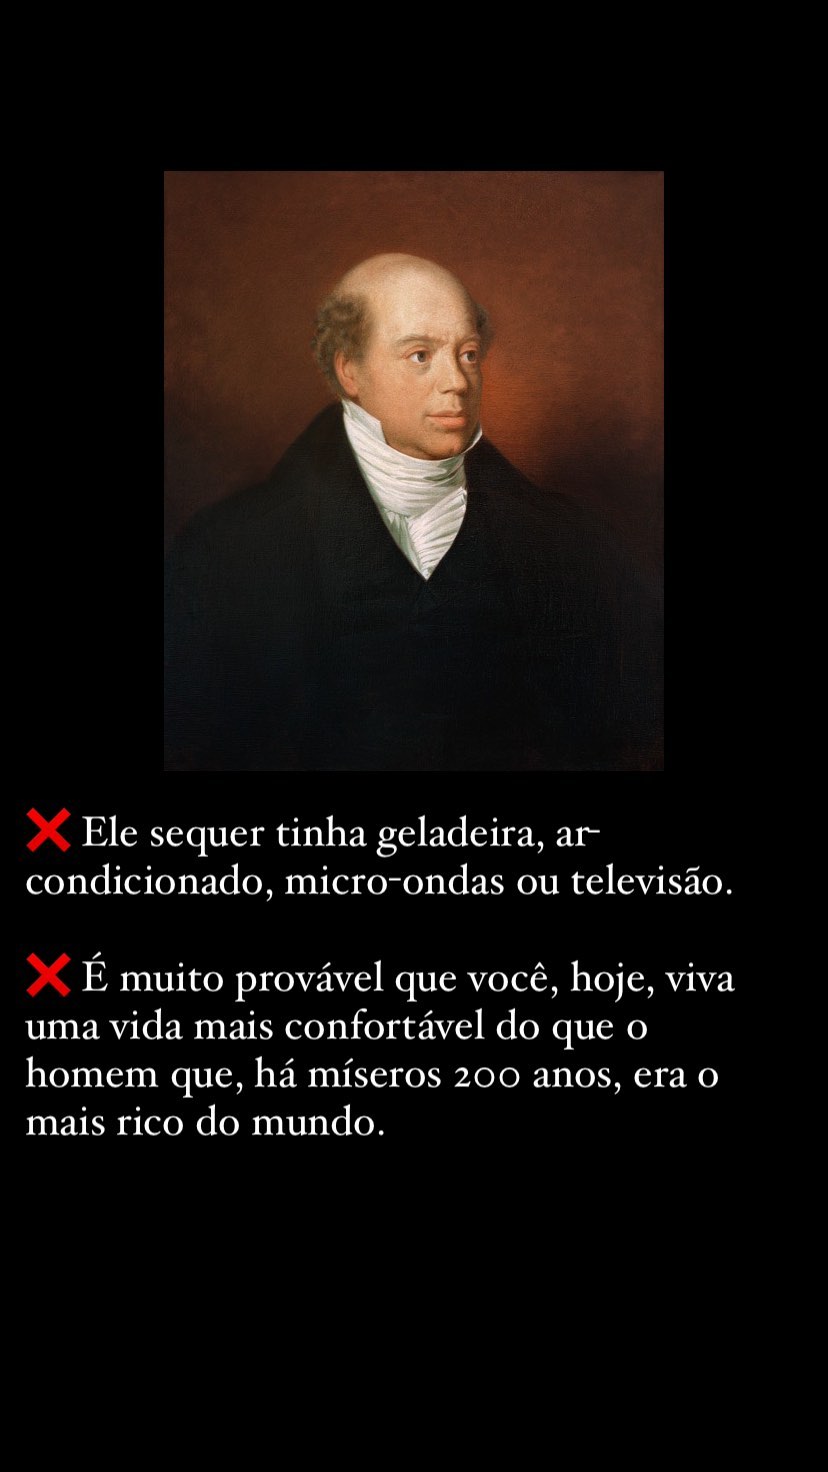 ❌ Ele sequer tinha geladeira, ar-
condicionado, micro-ondas ou televisão.
❌ É muito provável que você, hoje, viva
uma vida mais confortável do que o
homem que, há míseros 200 anos, era o
mais rico do mundo.